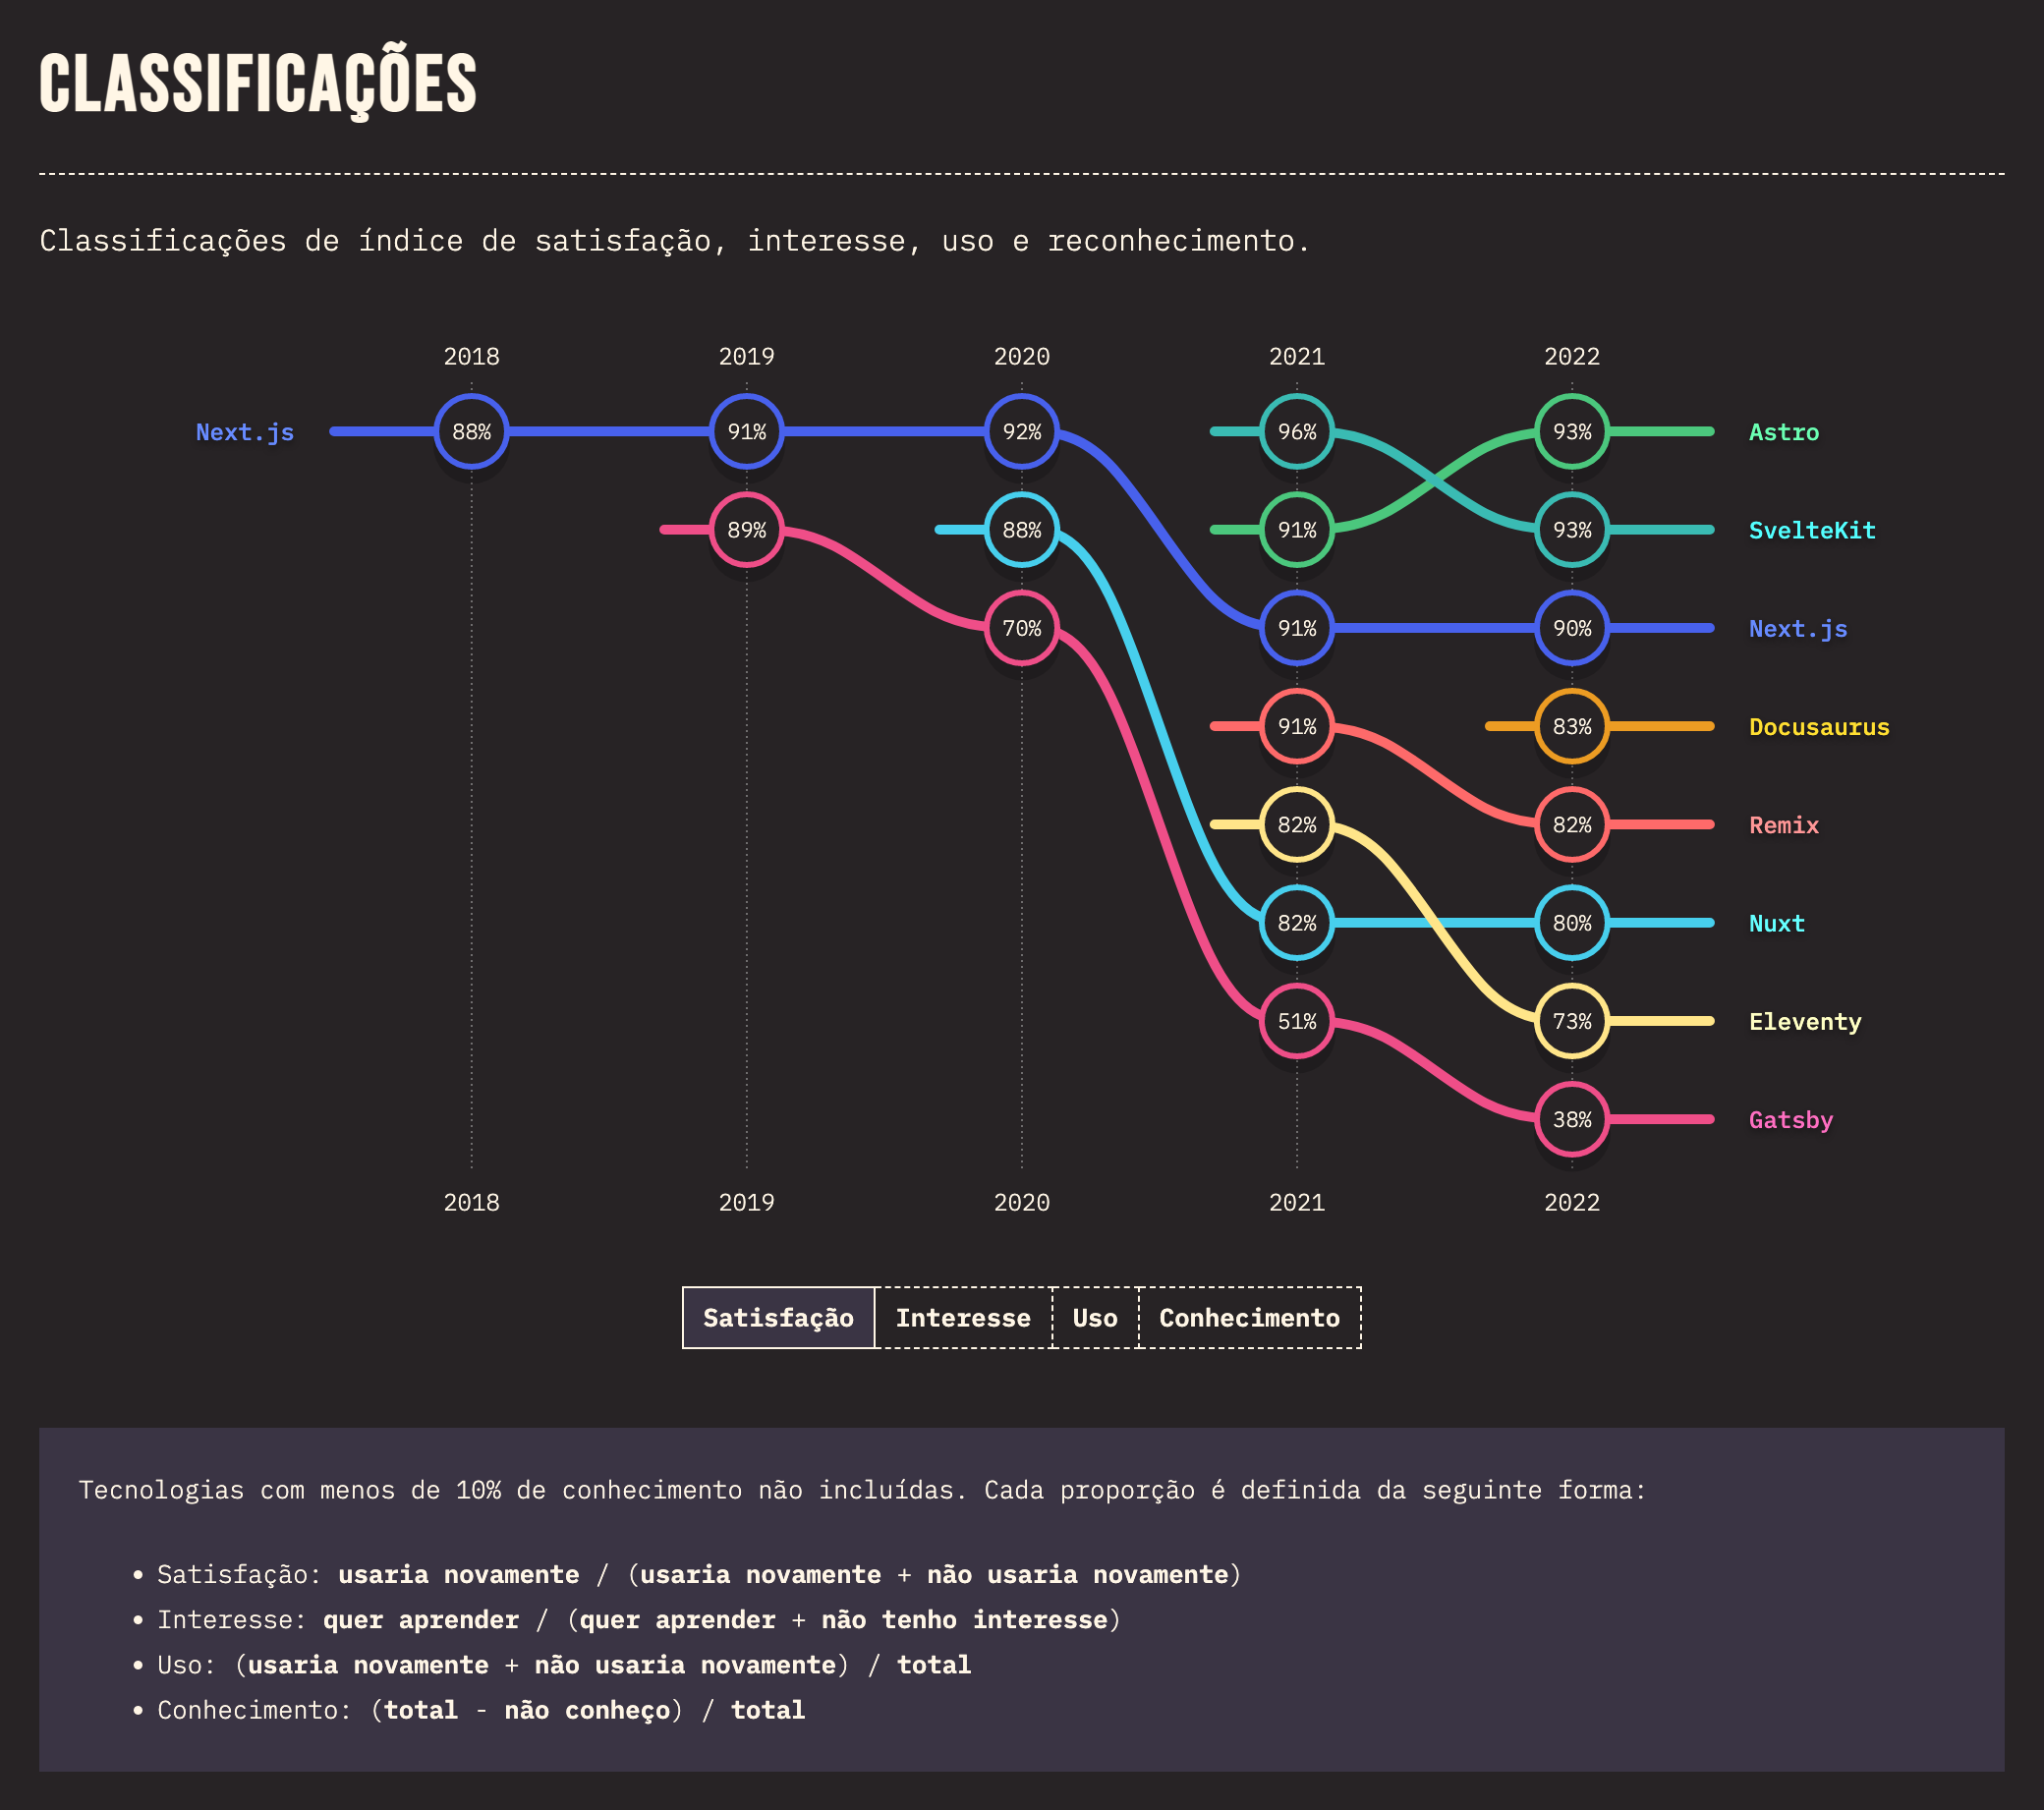 CLASSIFICAÇÕES
Classificações de índice de satisfação, interesse, uso e reconhecimento.
2018 2019 2020 2021 2022
Next.js 88% 91% 92% 96% 93% Astro
89% 88% 91% 93% SvelteKit
70% 91% 90% Next.js
91% 83% Docusaurus
82% 82% Remix
82% 80% Nuxt
51% 73% Eleventy
38% Gatsby
2018 2019 2020 2021 2022
Satisfação Interesse Uso Conhecimento
Tecnologias com menos de 10% de conhecimento não incluídas. Cada proporção é definida da seguinte forma:
• Satisfação: usaria novamente / (usaria novamente + não usaria novamente)
• Interesse: quer aprender / (quer aprender + não tenho interesse)
• Uso: (usaria novamente + não usaria novamente) / total
• Conhecimento: (total - não conheço) / total